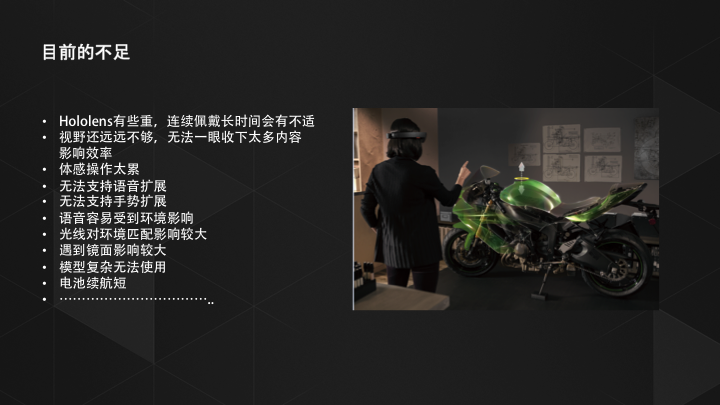 目前的不足
• Hololens有些重，连续佩戴长时间会有不适
• 视野还远远不够，无法一眼收下太多内容
影响效率
• 体感操作太累
• 无法支持语音扩展
• 无法支持手势扩展
• 语音容易受到环境影响
• 光线对环境匹配影响较大
• 遇到镜面影响较大
• 模型复杂无法使用
• 电池续航短
• ……………………………..